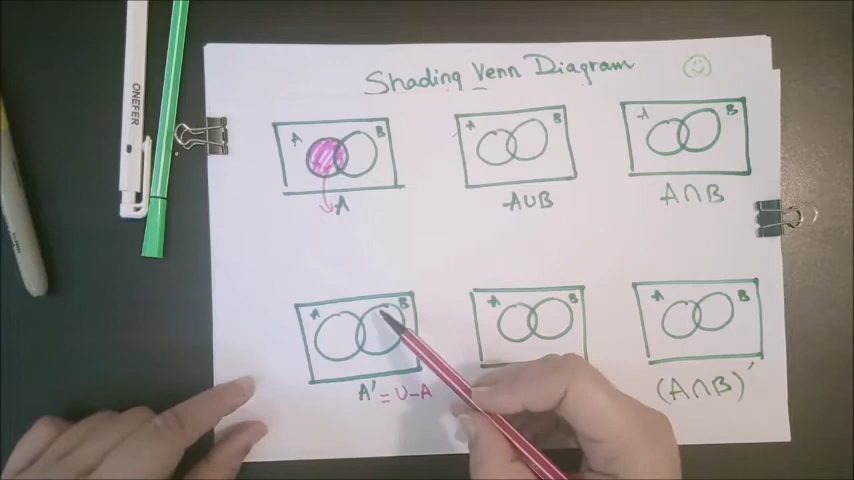 Shading Venn Diagram
ONEFER
A B
A B
A B
A
A∪B
A∩B
A B
A B
A B
A' = U-A
(A∩B)'